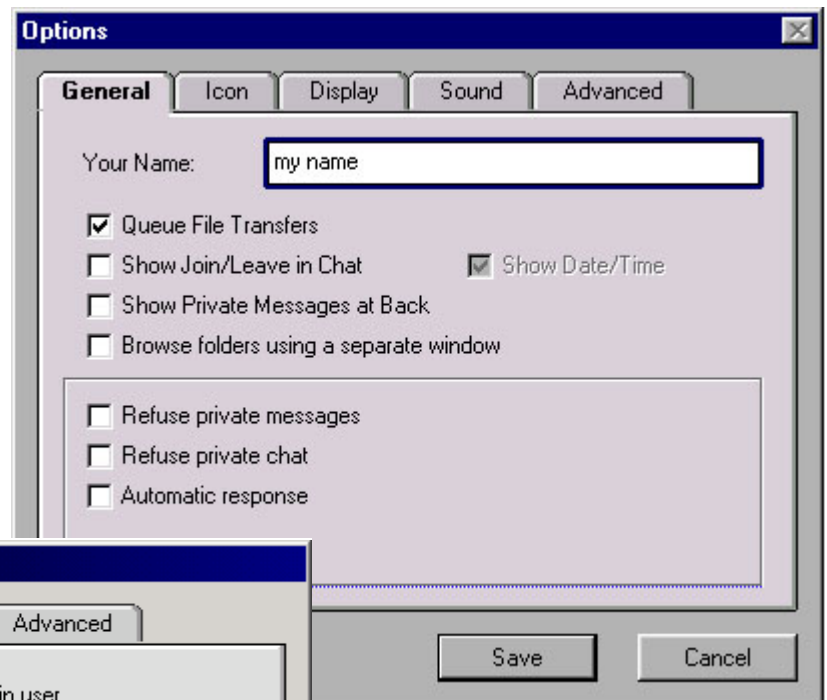 Options
General Icon Display Sound Advanced
Your Name: my name
Queue File Transfers
Show Join/Leave in Chat Show Date/Time
Show Private Messages at Back
Browse folders using a separate window
Refuse private messages
Refuse private chat
Automatic response
Advanced
Save Cancel
in user